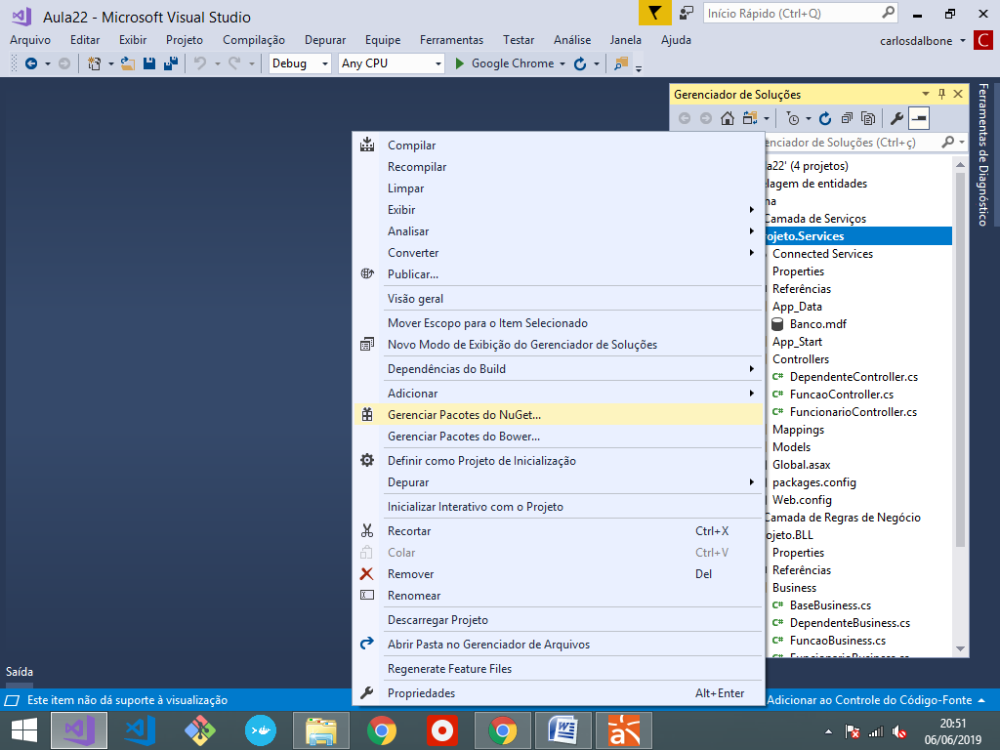 Aula22 - Microsoft Visual Studio
Início Rápido (Ctrl+Q)
Arquivo Editar Exibir Projeto Compilação Depurar Equipe Ferramentas Testar Análise Janela Ajuda
carlosdalbone
C
Debug
Any CPU
Google Chrome
Gerenciador de Soluções
Ferramentas de Diagnóstico
enciador de Soluções (Ctrl+ç)
Compilar
Recompilar
Limpar
Exibir
Analisar
Converter
Publicar...
Visão geral
Mover Escopo para o Item Selecionado
Novo Modo de Exibição do Gerenciador de Soluções
Dependências do Build
Adicionar
Gerenciar Pacotes do NuGet...
Gerenciar Pacotes do Bower...
Definir como Projeto de Inicialização
Depurar
Inicializar Interativo com o Projeto
Recortar Ctrl+X
Colar Ctrl+V
Remover Del
Renomear
Descarregar Projeto
Abrir Pasta no Gerenciador de Arquivos
Regenerate Feature Files
Propriedades Alt+Enter
la22' (4 projetos)
lagem de entidades
na
Camada de Serviços
ojeto.Services
Connected Services
Properties
Referências
App_Data
Banco.mdf
App_Start
Controllers
C# DependenteController.cs
C# FuncaoController.cs
C# FuncionarioController.cs
Mappings
Models
Global.asax
packages.config
Web.config
Camada de Regras de Negócio
ojeto.BLL
Properties
Referências
Business
C# BaseBusiness.cs
C# DependenteBusiness.cs
C# FuncaoBusiness.cs
C# FuncionarioBusiness.cs
Saída
Este item não dá suporte à visualização
Adicionar ao Controle do Código-Fonte
20:51
06/06/2019